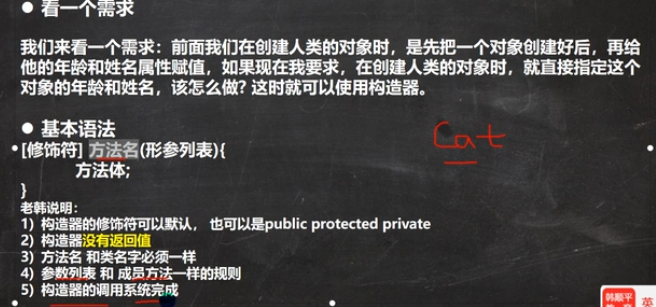 ● 看一个需求
我们来看一个需求：前面我们在创建人类的对象时，是先把一个对象创建好后，再给
他的年龄和姓名属性赋值，如果现在我要求，在创建人类的对象时，就直接指定这个
对象的年龄和姓名，该怎么做? 这时就可以使用构造器。
● 基本语法
[修饰符] 方法名(形参列表){
方法体;
}
Cat
老韩说明：
1) 构造器的修饰符可以默认， 也可以是public protected private
2) 构造器没有返回值
3) 方法名 和类名字必须一样
4) 参数列表 和 成员方法一样的规则
5) 构造器的调用系统完成
韩顺平
英